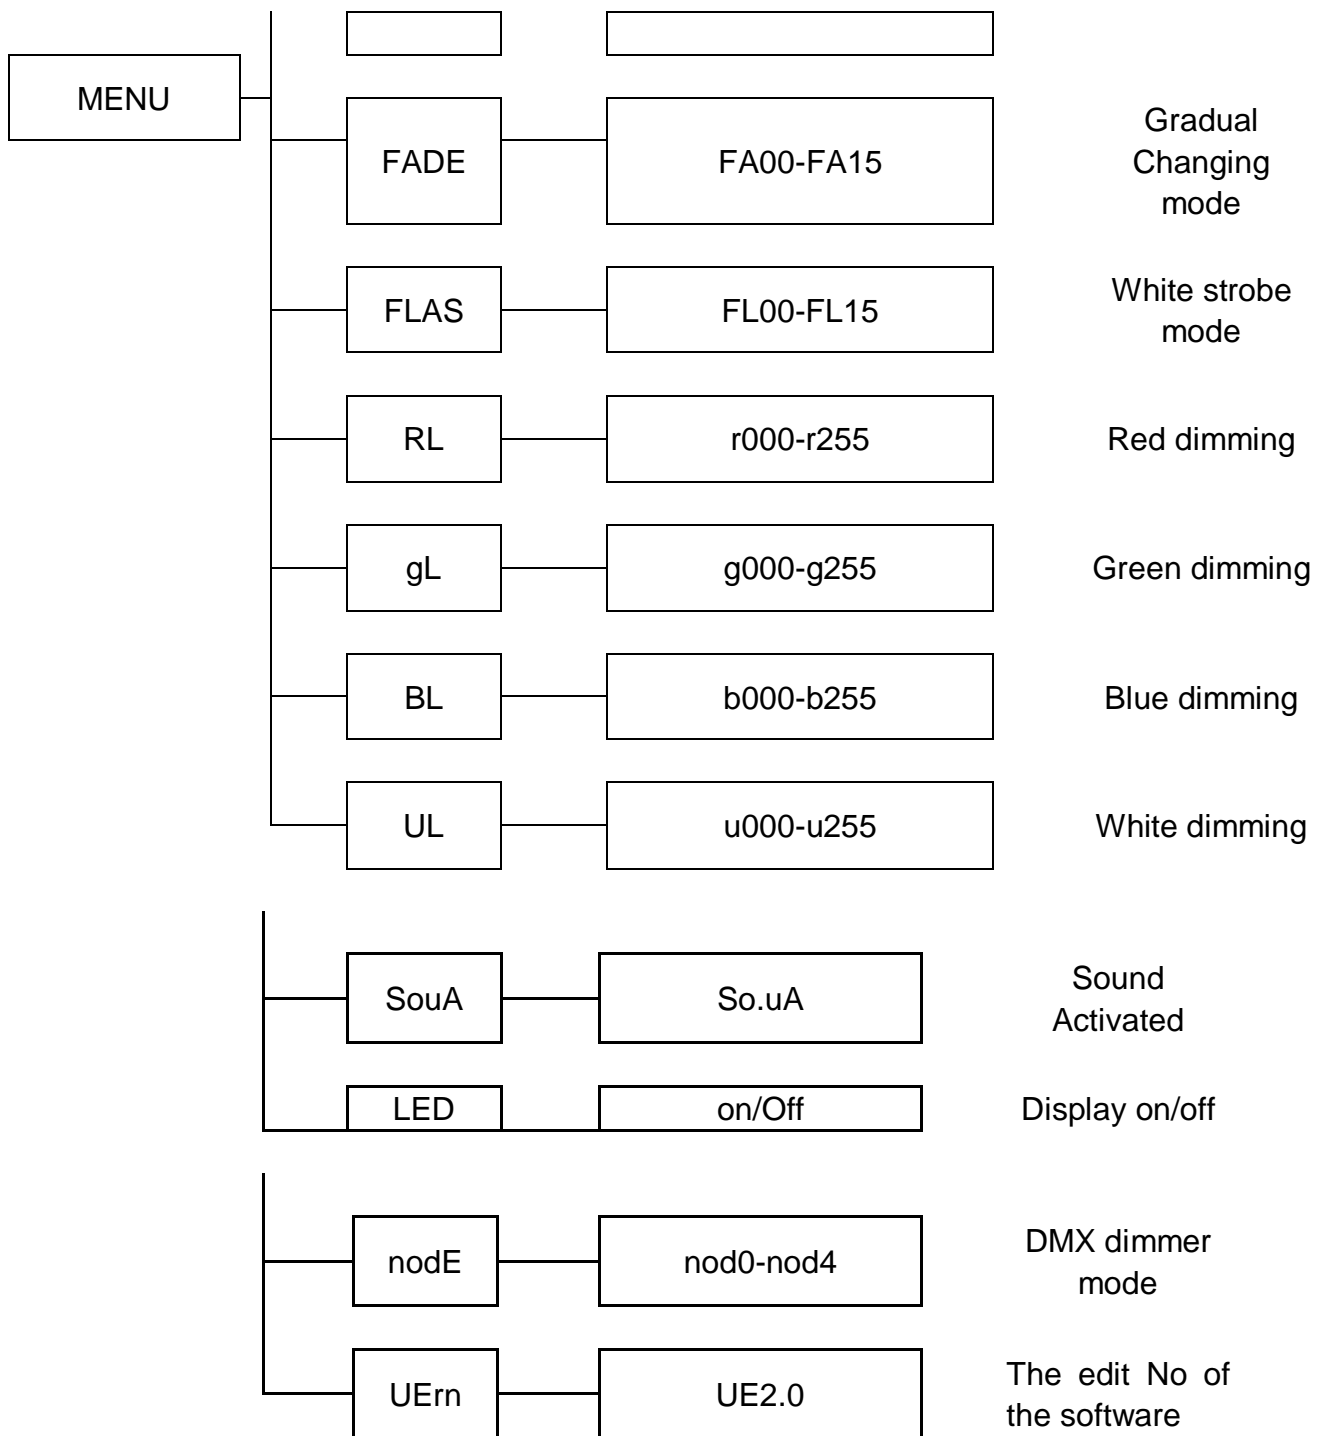 MENU
FADE FA00-FA15 Gradual
Changing
mode
FLAS FL00-FL15 White strobe
mode
RL r000-r255 Red dimming
gL g000-g255 Green dimming
BL b000-b255 Blue dimming
UL u000-u255 White dimming
SouA So.uA Sound
Activated
LED on/Off Display on/off
nodE nod0-nod4 DMX dimmer
mode
UErn UE2.0 The edit No of
the software